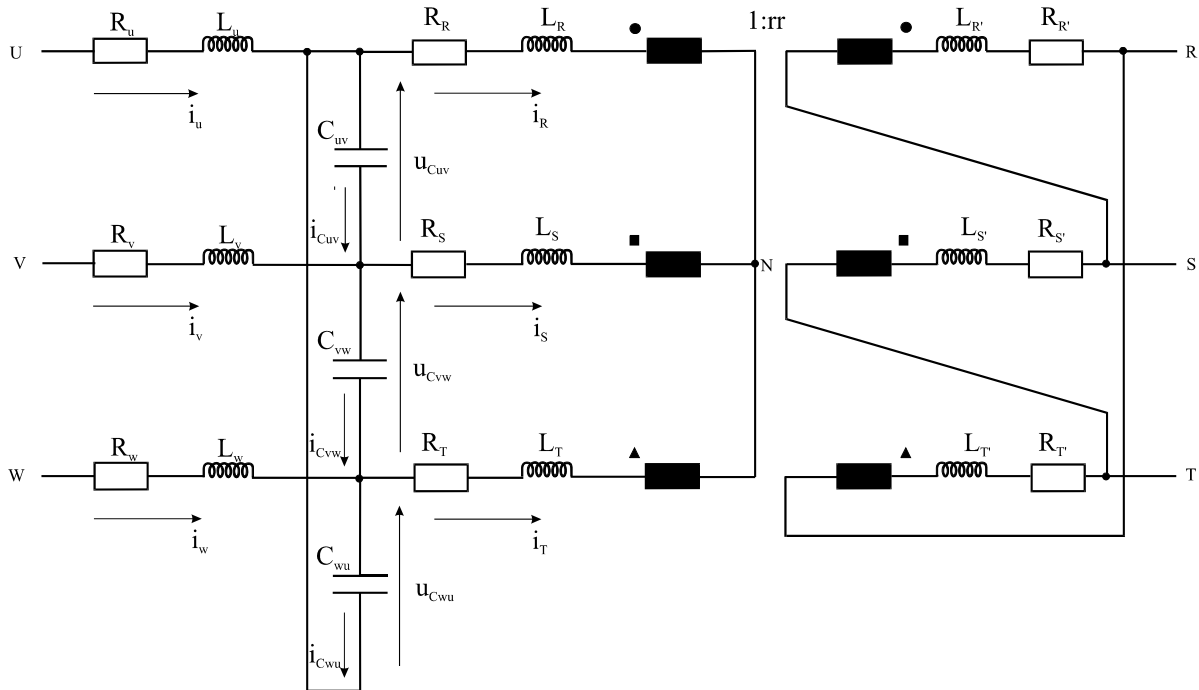 U R_u L_u R_R L_R 1:rr L_R' R_R' R
i_u i_R
C_uv u_Cuv
i_Cuv
V R_v L_v R_S L_S N L_S' R_S' S
i_v i_S
C_vw u_Cvw
i_Cvw
W R_w L_w R_T L_T L_T' R_T' T
i_w i_T
C_wu u_Cwu
i_Cwu